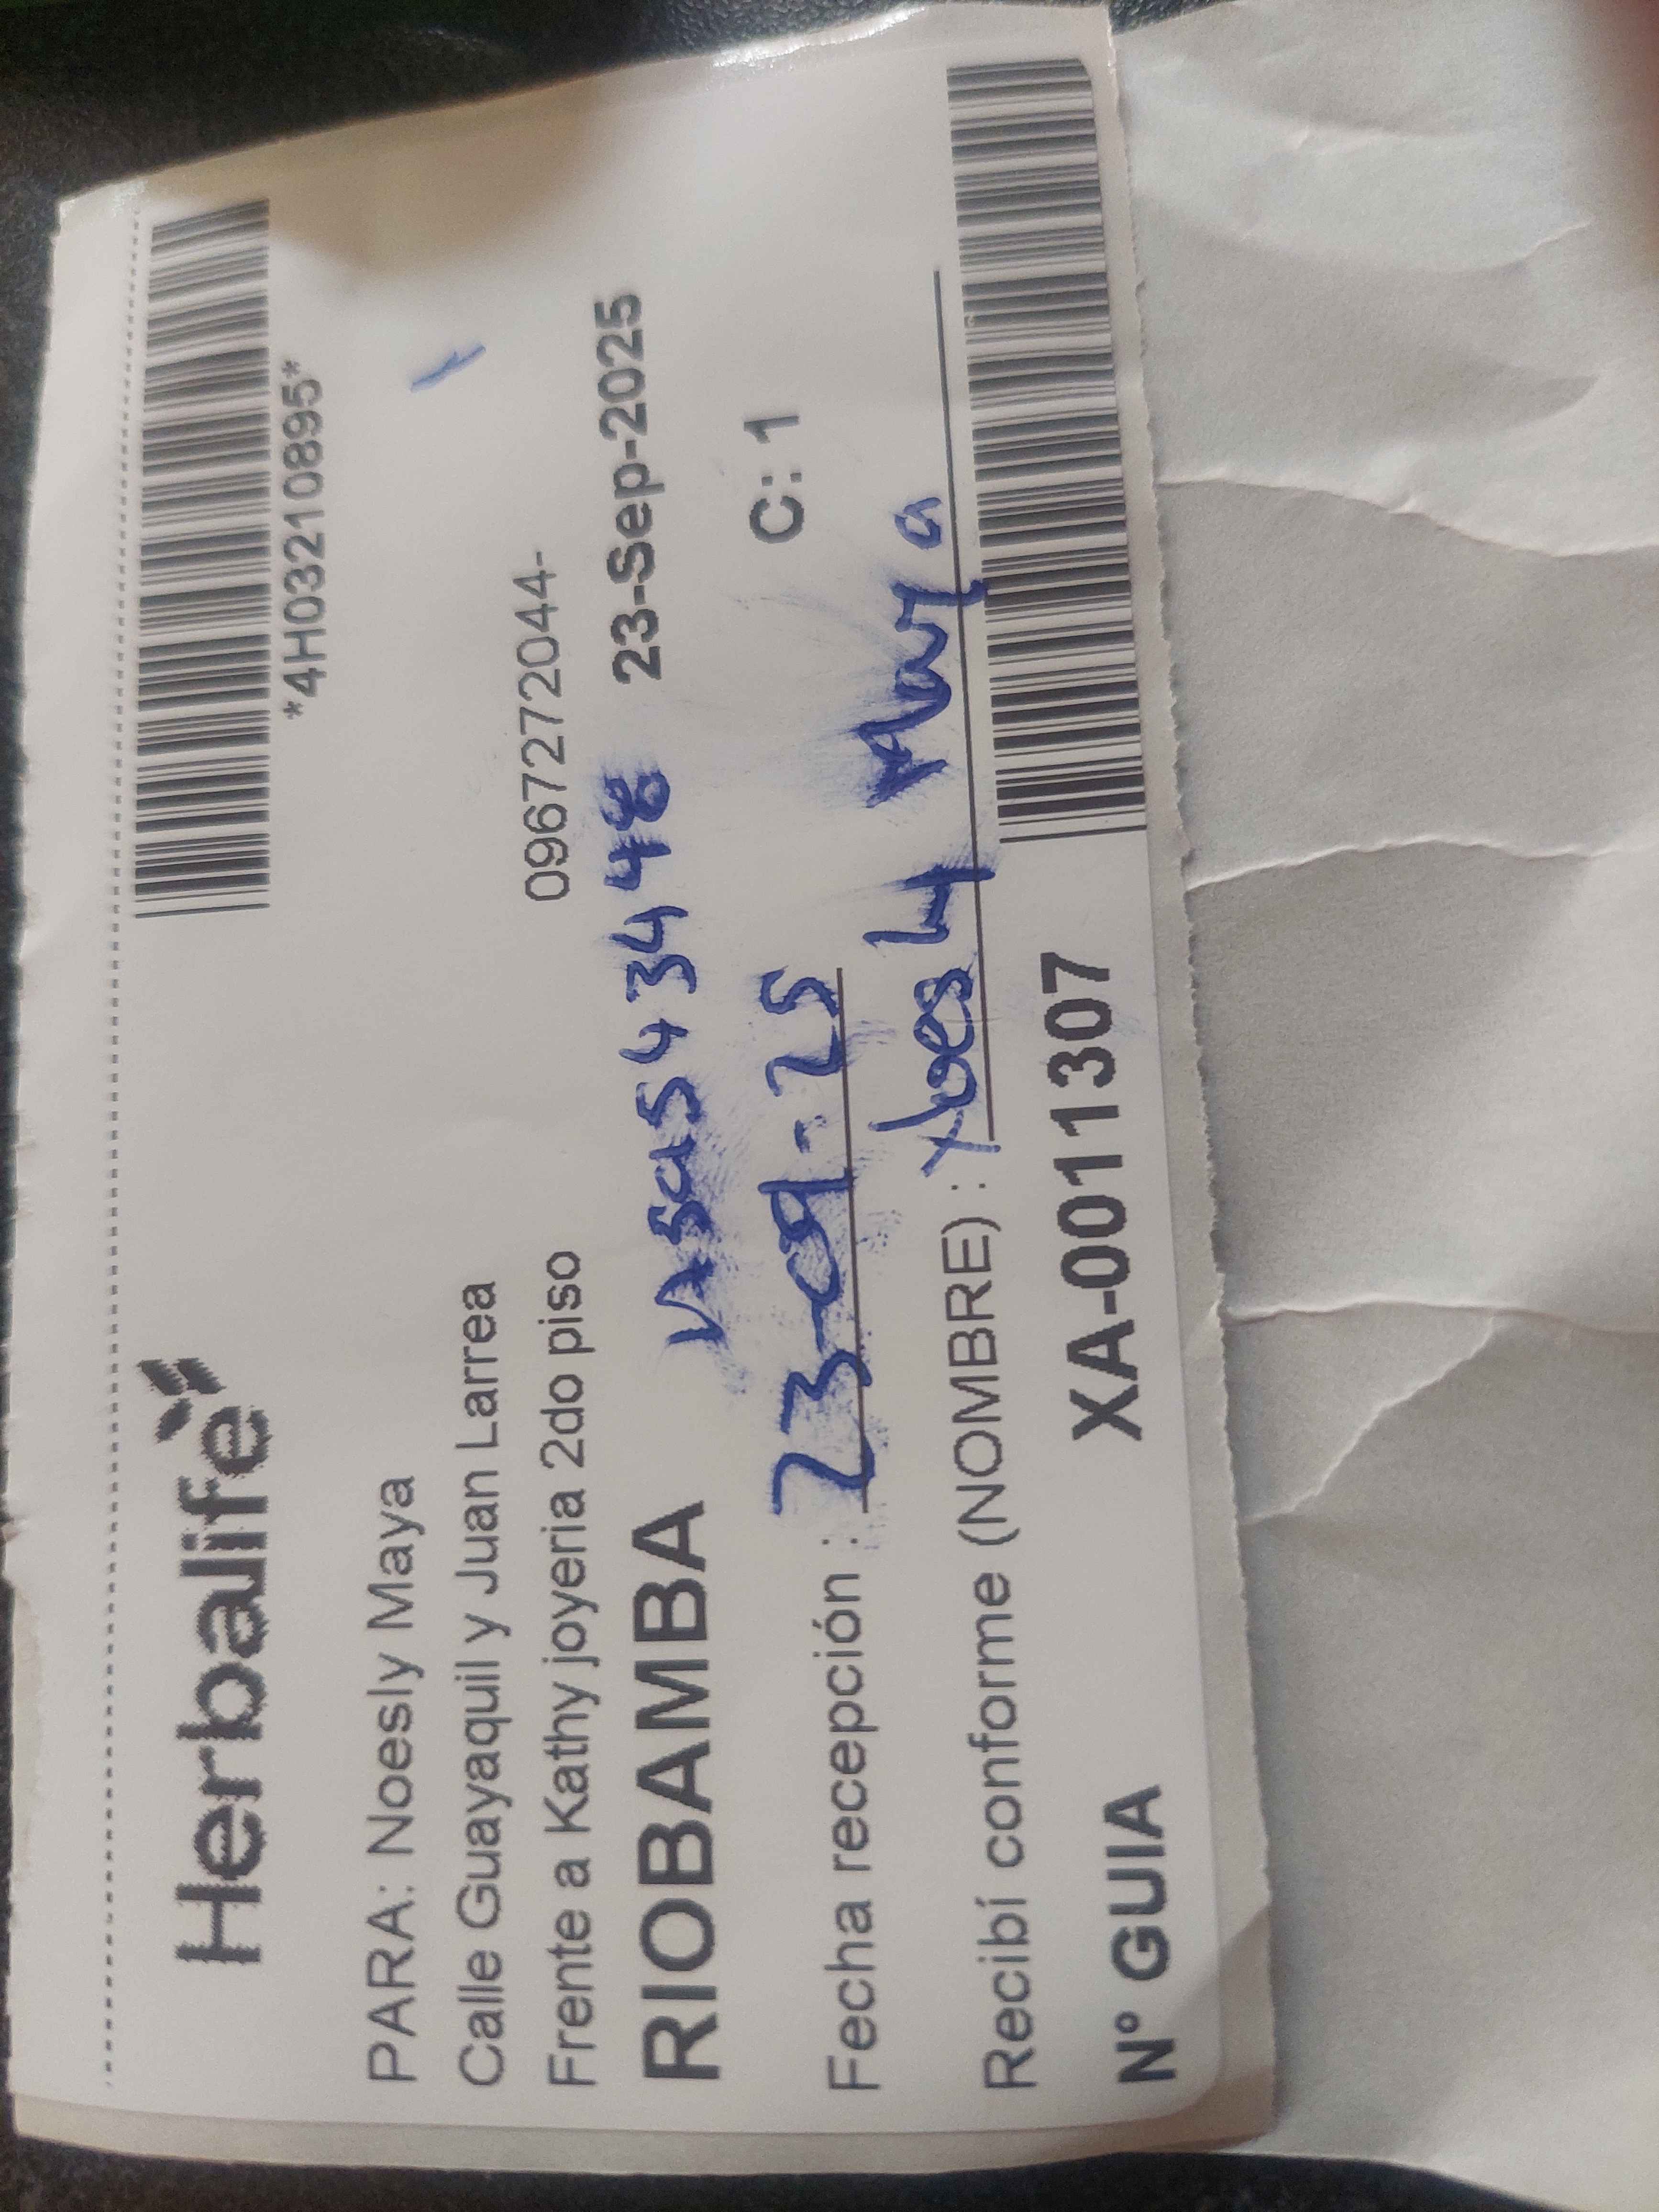 Herbalife
*4H03210895*
PARA: Noesly Maya
Calle Guayaquil y Juan Larrea
Frente a Kathy joyeria 2do piso
0967272044-
RIOBAMBA
23-Sep-2025
Fecha recepción : 23-09-25
C: 1
Recibí conforme (NOMBRE) : Maya
N° GUIA XA-0011307